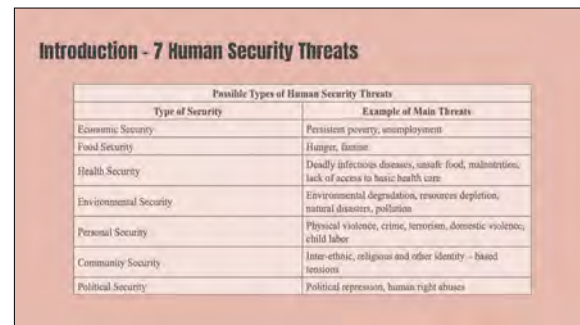 Introduction - 7 Human Security Threats
Possible Types of Human Security Threats
Type of Security
Example of Main Threats
Economic Security
Persistent poverty, unemployment
Food Security
Hunger, famine
Health Security
Deadly infectious diseases, unsafe food, malnutrition,
lack of access to basic health care
Environmental Security
Environmental degradation, resources depletion,
natural disasters, pollution
Personal Security
Physical violence, crime, terrorism, domestic violence,
child labor
Community Security
Inter-ethnic, religious and other identity – based
tensions
Political Security
Political repression, human right abuses